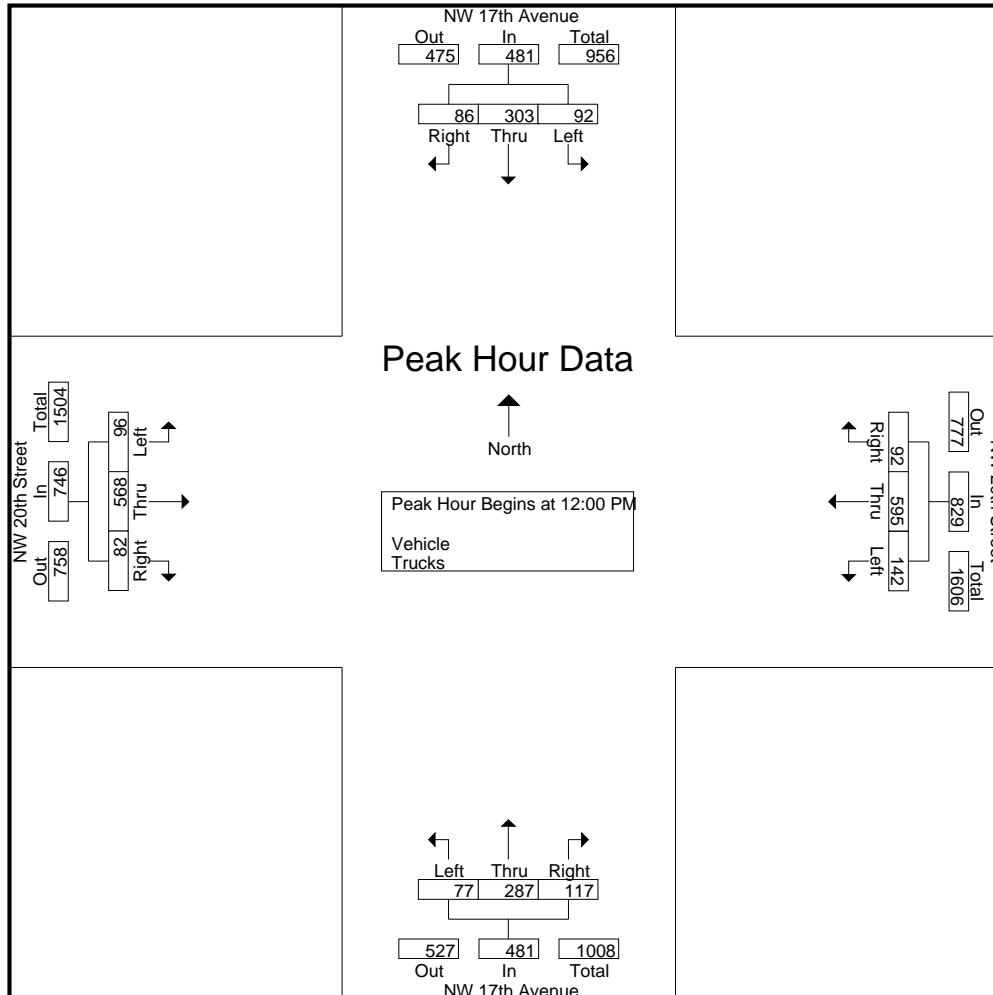 NW 17th Avenue
Out In Total
475 481 956
86 303 92
Right Thru Left
Peak Hour Data
North
Peak Hour Begins at 12:00 PM
Vehicle
Trucks
NW 20th Street
Total In Out
1504 746 758
96 568 82
Left Thru Right
Right Thru Left
92 595 142
Out In Total
777 829 1606
Left Thru Right
77 287 117
527 481 1008
Out In Total
NW 17th Avenue